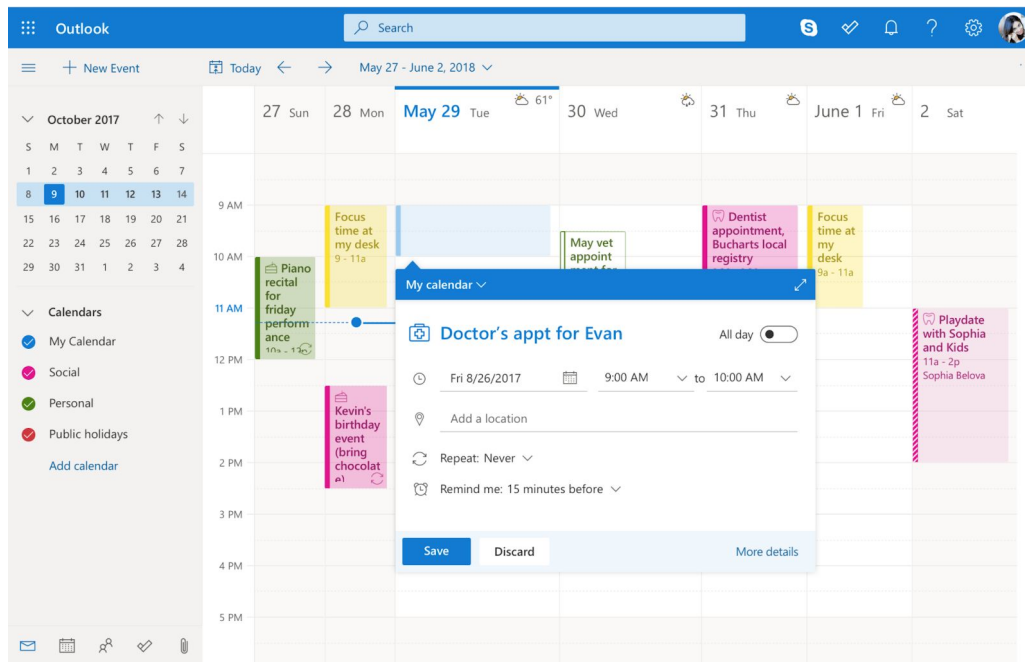 Outlook
Search
New Event
Today
May 27 - June 2, 2018
October 2017
S M T W T F S
1 2 3 4 5 6 7
8 9 10 11 12 13 14
15 16 17 18 19 20 21
22 23 24 25 26 27 28
29 30 31 1 2 3 4
Calendars
My Calendar
Social
Personal
Public holidays
Add calendar
27 Sun
28 Mon
May 29 Tue
61°
30 Wed
31 Thu
June 1 Fri
2 Sat
9 AM
10 AM
11 AM
12 PM
1 PM
2 PM
3 PM
4 PM
5 PM
Piano
recital
for
friday
perform
ance
Focus
time at
my desk
9 - 11a
Kevin's
birthday
event
(bring
chocolat
e)
May vet
appoint
ment for
Dentist
appointment,
Bucharts local
registry
Focus
time at
my
desk
9a - 11a
Playdate
with Sophia
and Kids
11a - 2p
Sophia Belova
My calendar
Doctor's appt for Evan
All day
Fri 8/26/2017
9:00 AM
to
10:00 AM
Add a location
Repeat: Never
Remind me: 15 minutes before
Save
Discard
More details